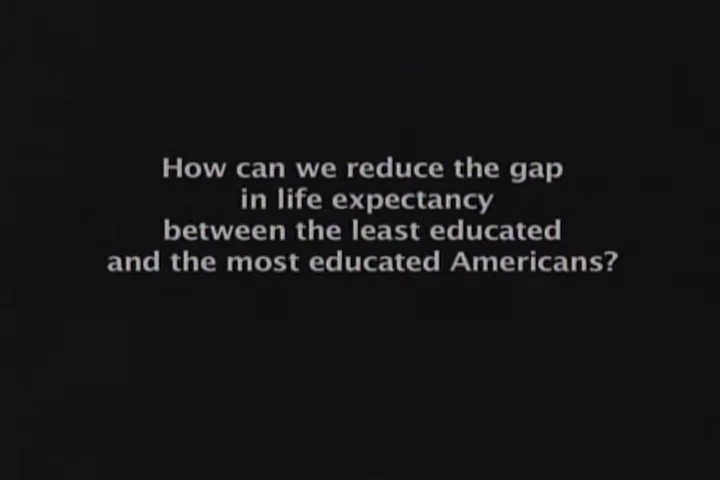 How can we reduce the gap
in life expectancy
between the least educated
and the most educated Americans?